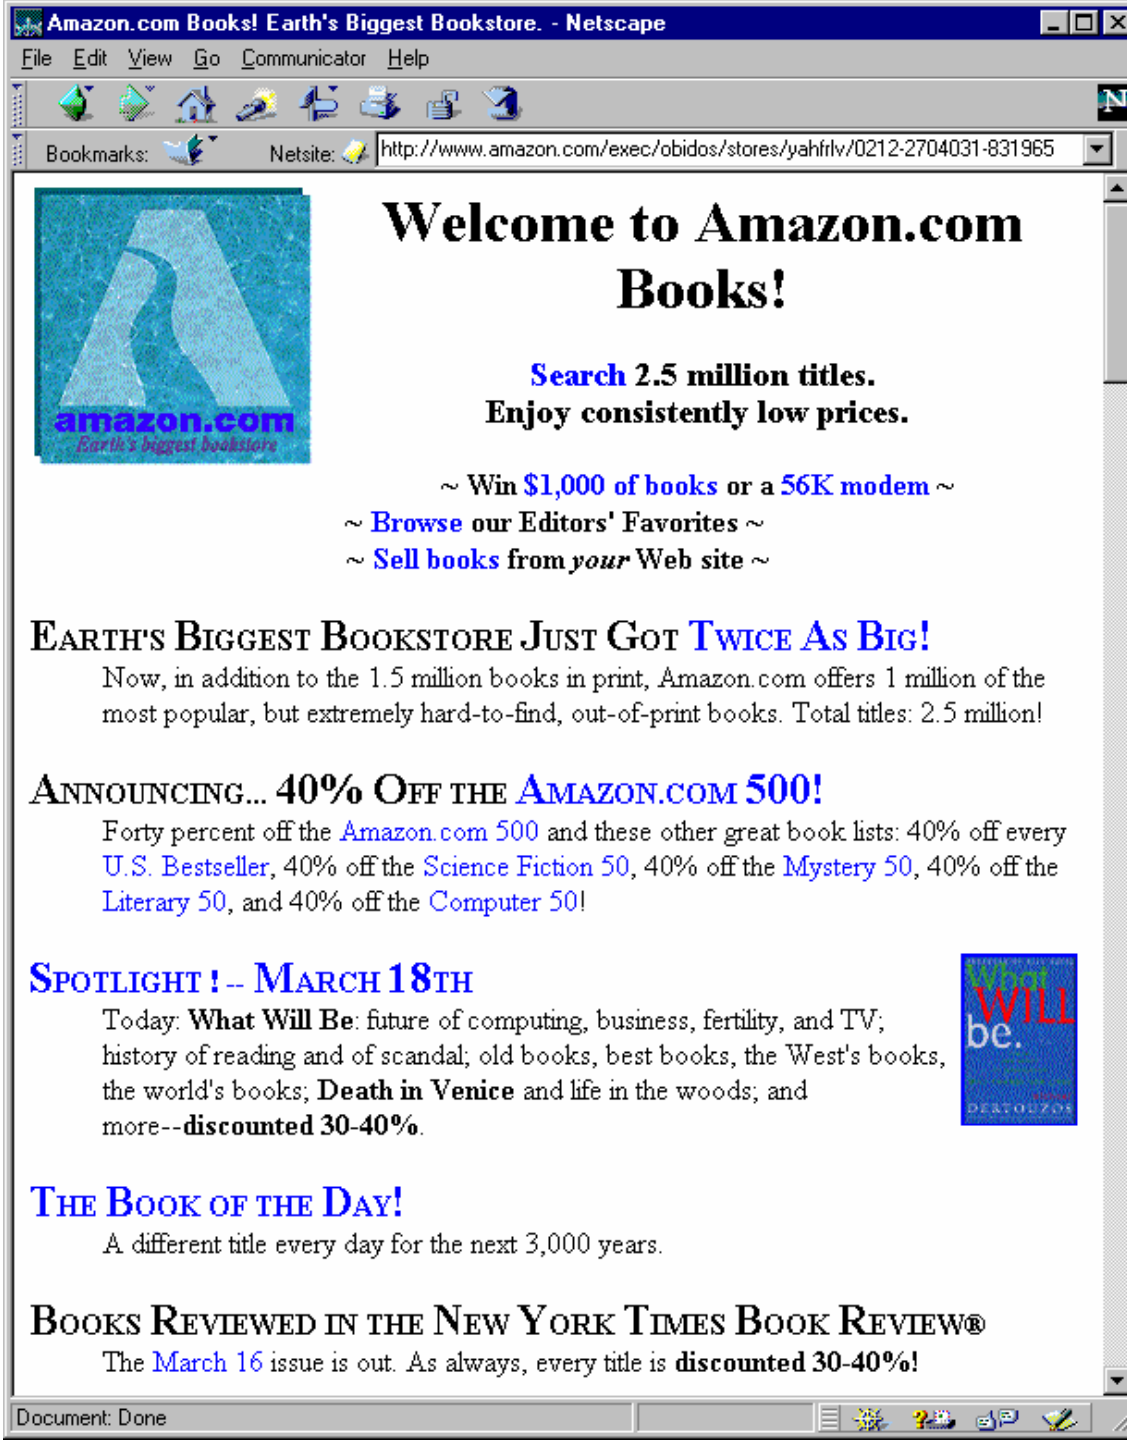 Amazon.com Books! Earth's Biggest Bookstore. - Netscape
File Edit View Go Communicator Help
N
Bookmarks: Netsite: http://www.amazon.com/exec/obidos/stores/yahfrlv/0212-2704031-831965
Welcome to Amazon.com
Books!
amazon.com
Earth's biggest bookstore
Search 2.5 million titles.
Enjoy consistently low prices.
~ Win $1,000 of books or a 56K modem ~
~ Browse our Editors' Favorites ~
~ Sell books from your Web site ~
EARTH'S BIGGEST BOOKSTORE JUST GOT TWICE AS BIG!
Now, in addition to the 1.5 million books in print, Amazon.com offers 1 million of the
most popular, but extremely hard-to-find, out-of-print books. Total titles: 2.5 million!
ANNOUNCING... 40% OFF THE AMAZON.COM 500!
Forty percent off the Amazon.com 500 and these other great book lists: 40% off every
U.S. Bestseller, 40% off the Science Fiction 50, 40% off the Mystery 50, 40% off the
Literary 50, and 40% off the Computer 50!
SPOTLIGHT ! -- MARCH 18TH
Today: What Will Be: future of computing, business, fertility, and TV;
history of reading and of scandal; old books, best books, the West's books,
the world's books; Death in Venice and life in the woods; and
more--discounted 30-40%.
What
WILL
be.
DERTOUZOS
THE BOOK OF THE DAY!
A different title every day for the next 3,000 years.
BOOKS REVIEWED IN THE NEW YORK TIMES BOOK REVIEW®
The March 16 issue is out. As always, every title is discounted 30-40%!
Document: Done